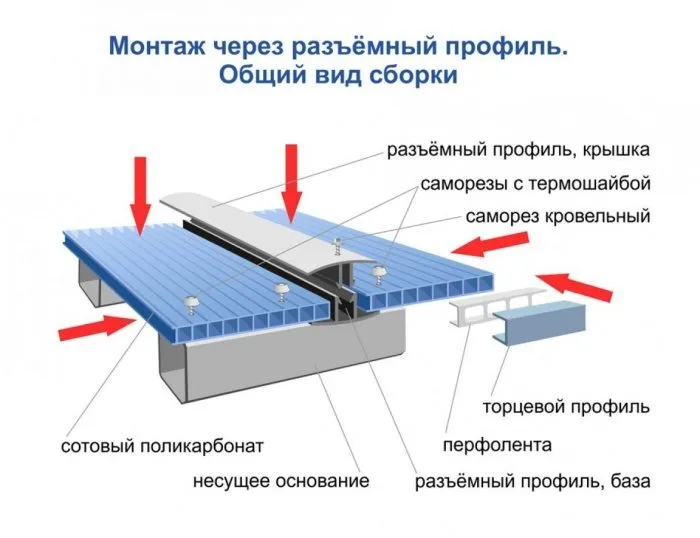 Монтаж через разъёмный профиль.
Общий вид сборки
разъёмный профиль, крышка
саморезы с термошайбой
саморез кровельный
торцевой профиль
сотовый поликарбонат
перфолента
несущее основание
разъёмный профиль, база